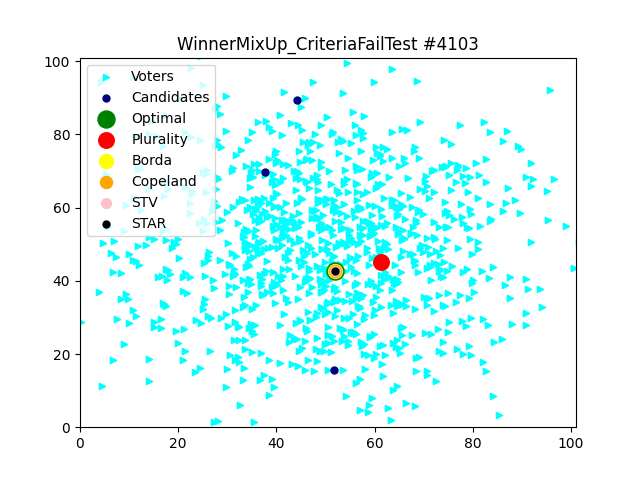 WinnerMixUp_CriteriaFailTest #4103
100
80
60
40
20
0
Voters
Candidates
Optimal
Plurality
Borda
Copeland
STV
STAR
0 20 40 60 80 100